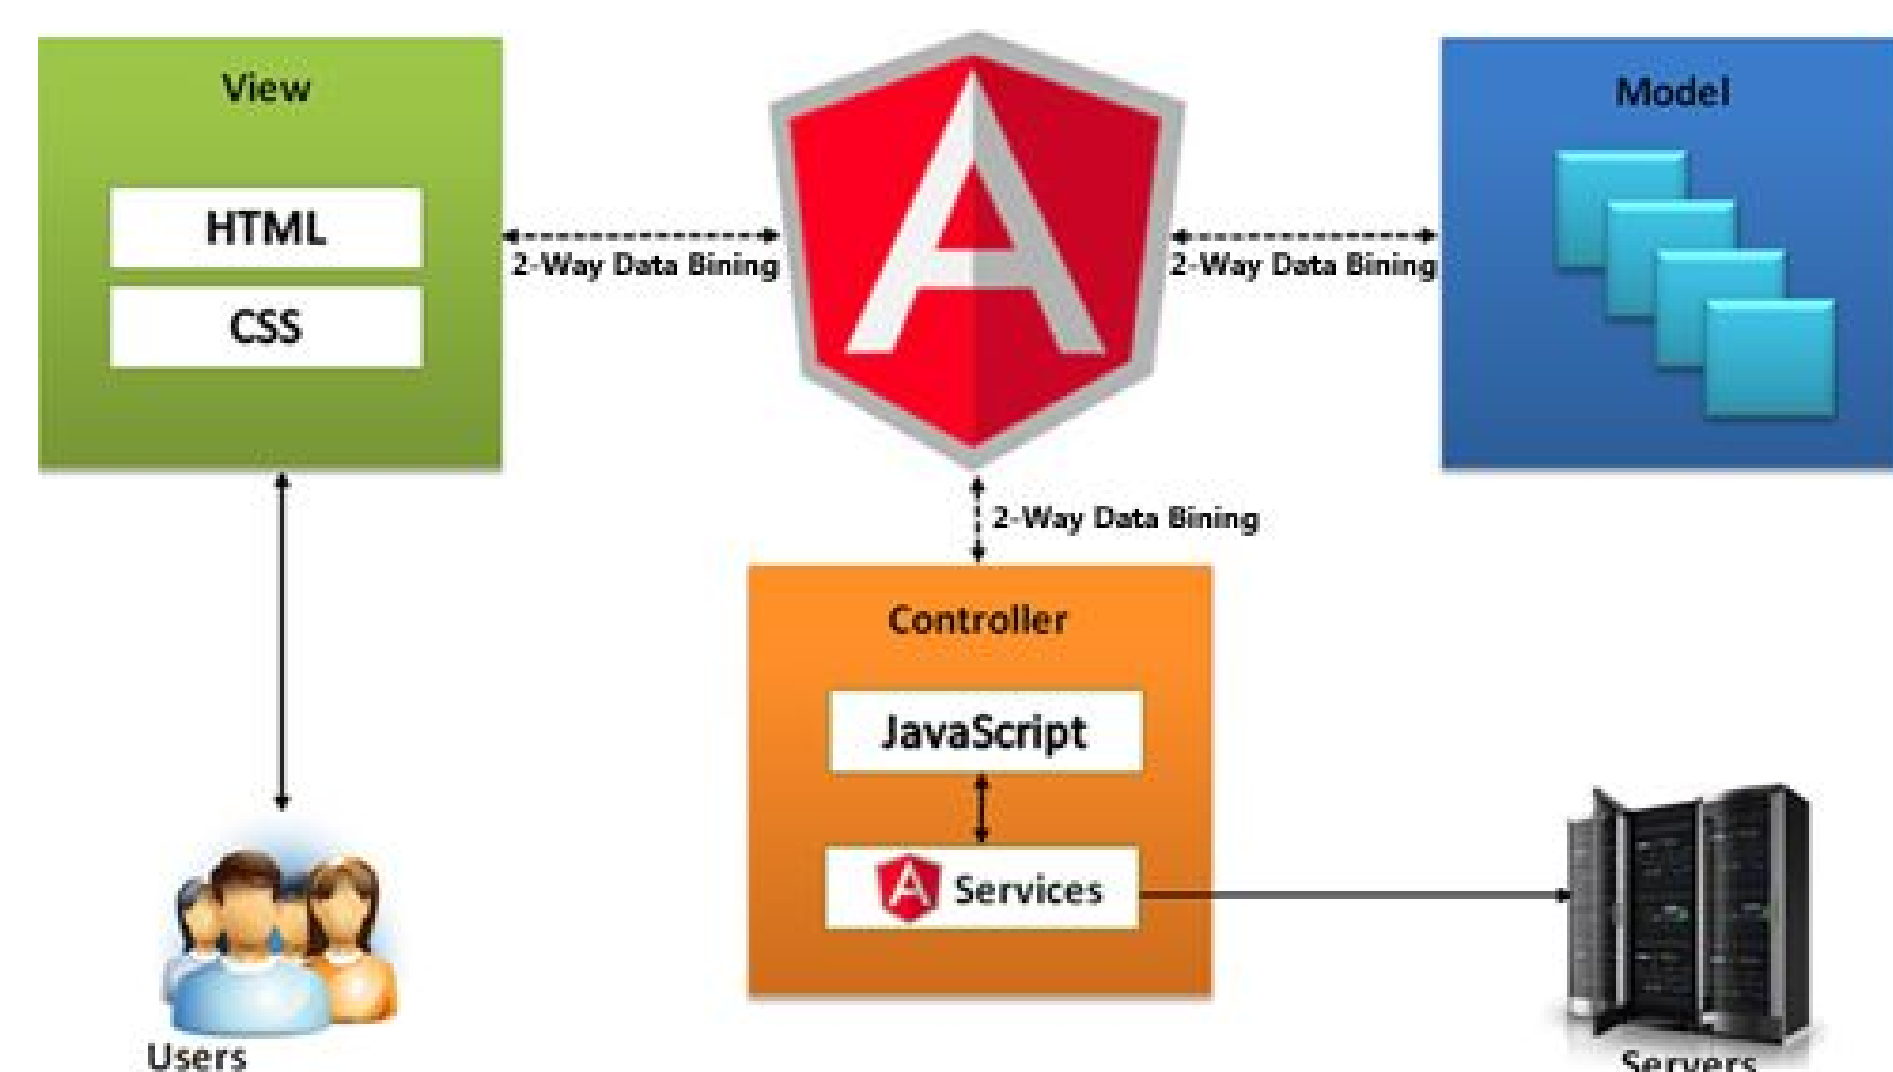 View
Model
HTML
CSS
2-Way Data Bining
2-Way Data Bining
2-Way Data Bining
Controller
JavaScript
Services
Users
Servers